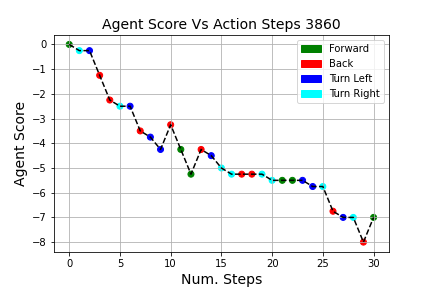 Agent Score Vs Action Steps 3860
Agent Score
0
−1
−2
−3
−4
−5
−6
−7
−8
Forward
Back
Turn Left
Turn Right
0 5 10 15 20 25 30
Num. Steps